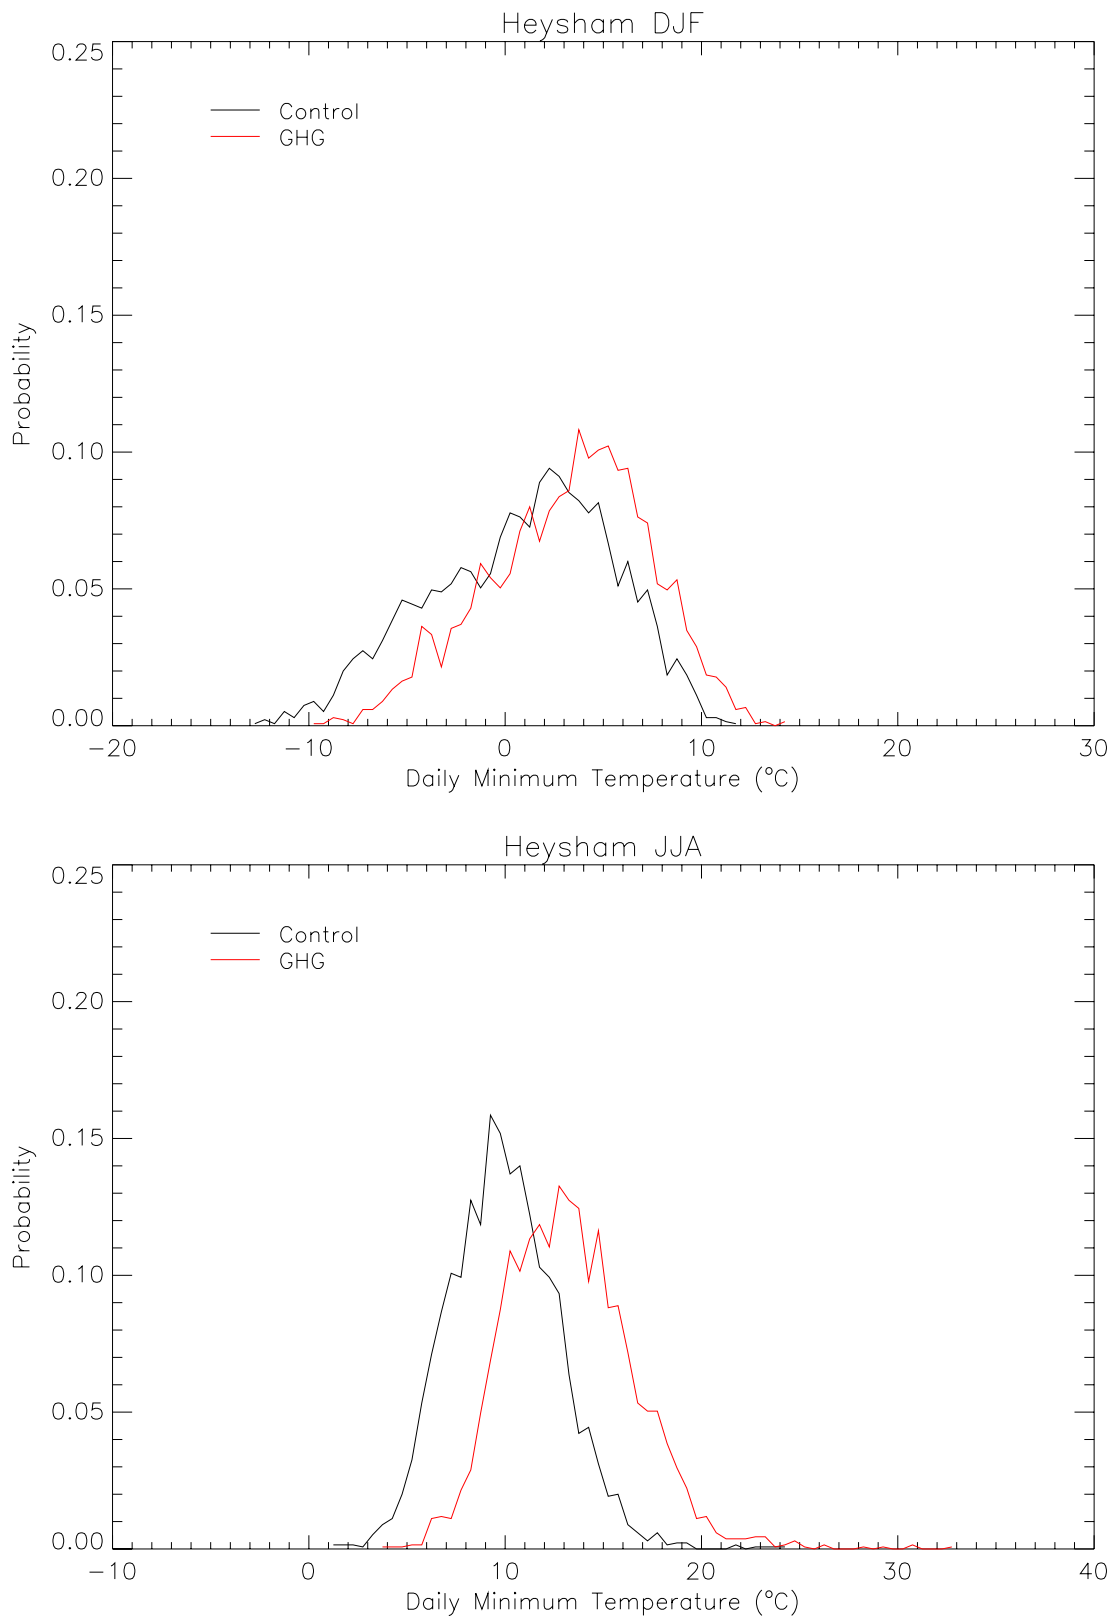 Heysham DJF
0.25
Control
GHG
0.20
0.15
Probability
0.10
0.05
0.00
−20 −10 0 10 20 30
Daily Minimum Temperature (°C)
Heysham JJA
0.25
Control
GHG
0.20
0.15
Probability
0.10
0.05
0.00
−10 0 10 20 30 40
Daily Minimum Temperature (°C)